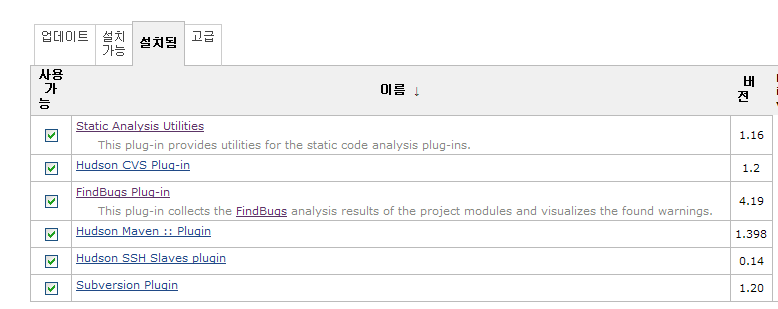 업데이트
설치
가능
설치됨
고급
사용
가
능
이름 ↓
버
전
Static Analysis Utilities
This plug-in provides utilities for the static code analysis plug-ins.
1.16
Hudson CVS Plug-in
1.2
FindBugs Plug-in
This plug-in collects the FindBugs analysis results of the project modules and visualizes the found warnings.
4.19
Hudson Maven :: Plugin
1.398
Hudson SSH Slaves plugin
0.14
Subversion Plugin
1.20